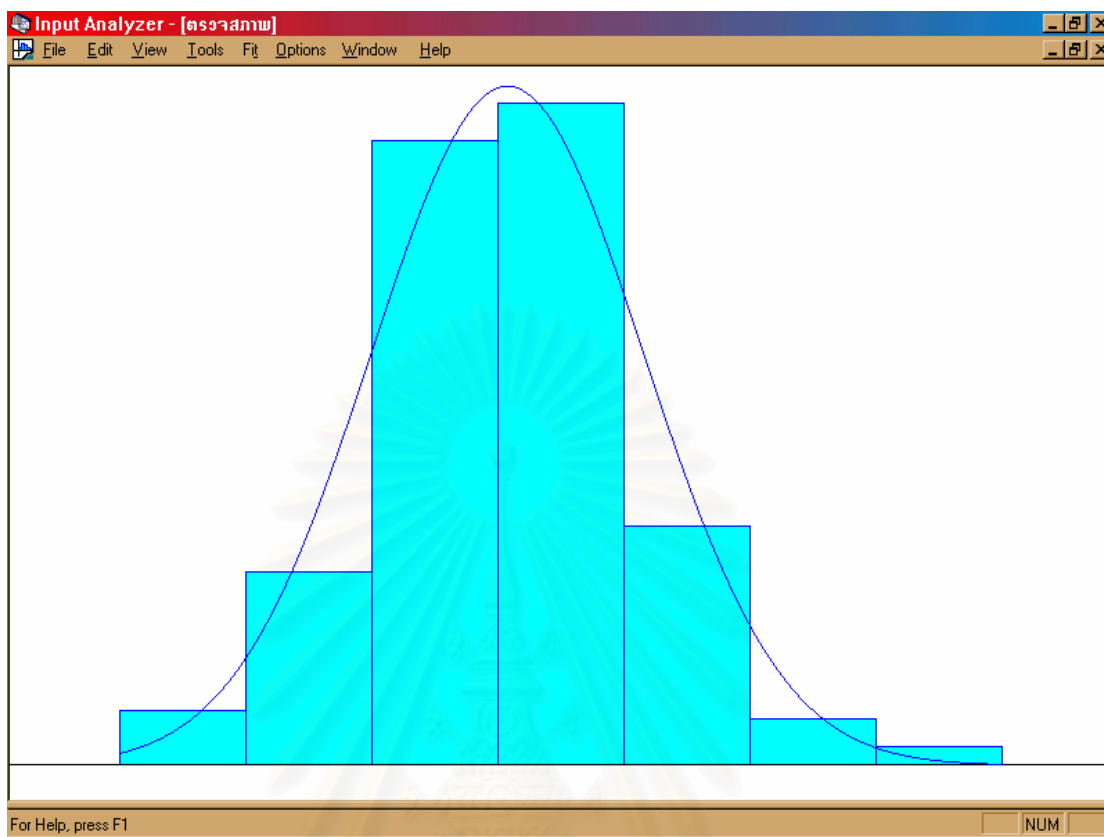 Input Analyzer - [ตรวจสภาพ]
File Edit View Tools Fit Options Window Help
For Help, press F1
NUM